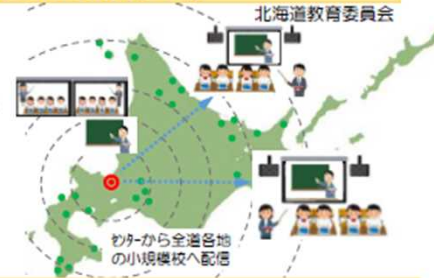 北海道教育委員会
センターから全道各地
の小規模校へ配信